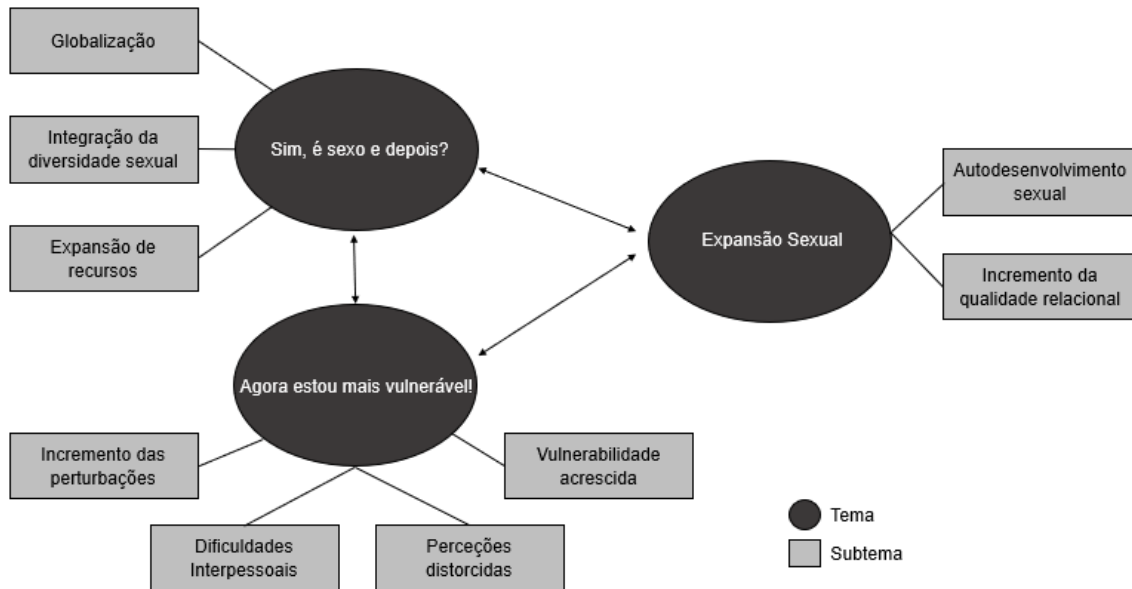 Globalização
Integração da
diversidade sexual
Expansão de
recursos
Sim, é sexo e depois?
Expansão Sexual
Autodesenvolvimento
sexual
Incremento da
qualidade relacional
Agora estou mais vulnerável!
Incremento das
perturbações
Vulnerabilidade
acrescida
Dificuldades
Interpessoais
Perceções
distorcidas
Tema
Subtema